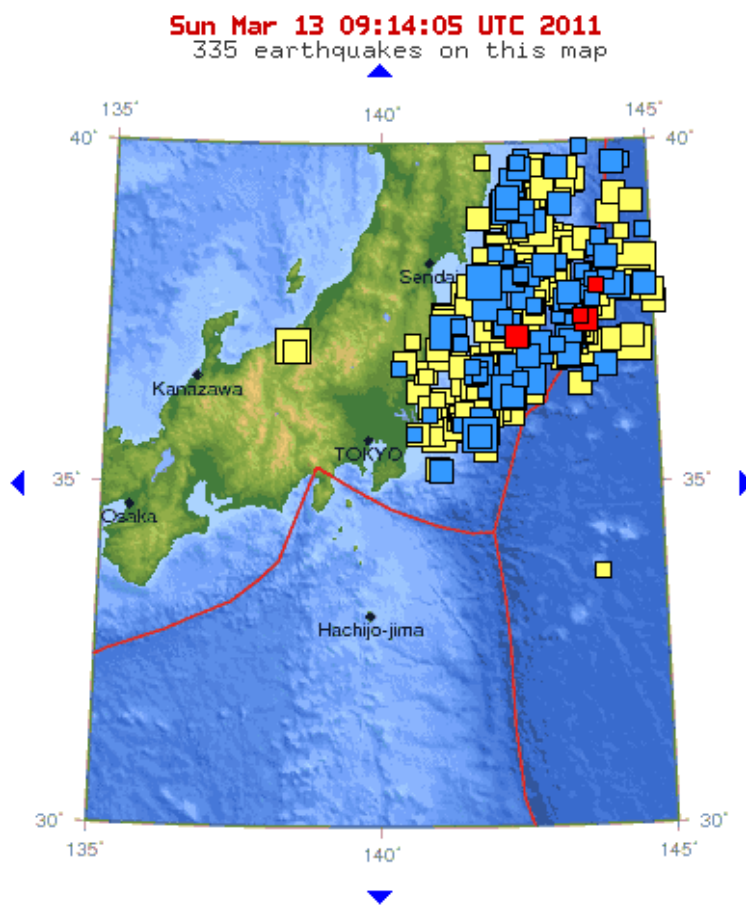 Sun Mar 13 09:14:05 UTC 2011
335 earthquakes on this map
135° 140° 145°
40° 40°
Sendai
Kanazawa
TOKYO
35° 35°
Osaka
Hachijo-jima
30° 30°
135° 140° 145°